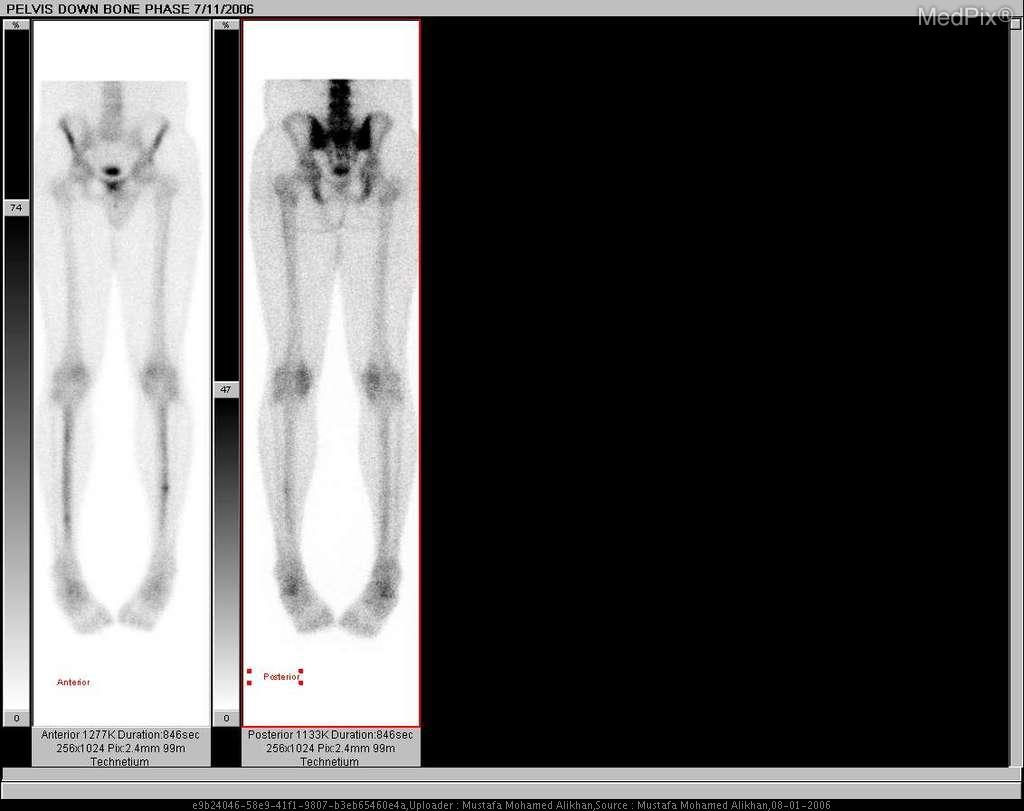 PELVIS DOWN BONE PHASE 7/11/2006
MedPix®
%
%
74
47
0
0
Anterior
Posterior
Anterior 1277K Duration:846sec
256x1024 Pix:2.4mm 99m
Technetium
Posterior 1133K Duration:846sec
256x1024 Pix:2.4mm 99m
Technetium
e9b24046-58e9-41f1-9807-b3eb65460e4a,Uploader : Mustafa Mohamed Alikhan,Source : Mustafa Mohamed Alikhan,08-01-2006